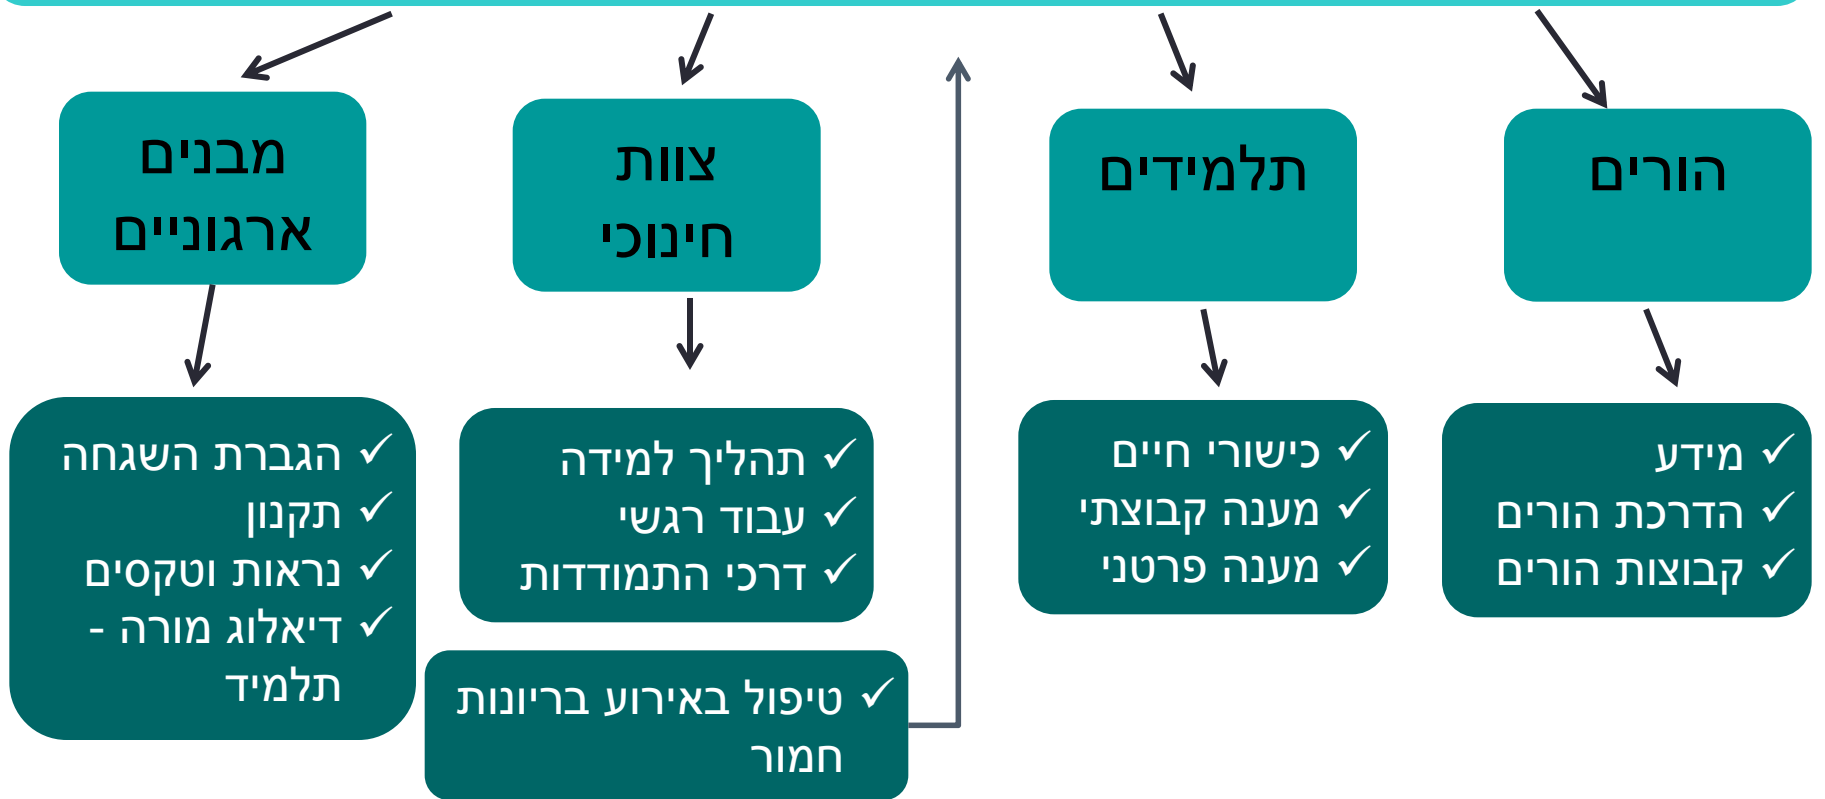 הורים
תלמידים
צוות
חינוכי
מבנים
ארגוניים
✓ מידע
✓ הדרכת הורים
✓ קבוצות הורים
✓ כישורי חיים
✓ מענה קבוצתי
✓ מענה פרטני
✓ תהליך למידה
✓ עבוד רגשי
✓ דרכי התמודדות
✓ טיפול באירוע בריונות
חמור
✓ הגברת השגחה
✓ תקנון
✓ נראות וטקסים
✓ דיאלוג מורה -
תלמיד